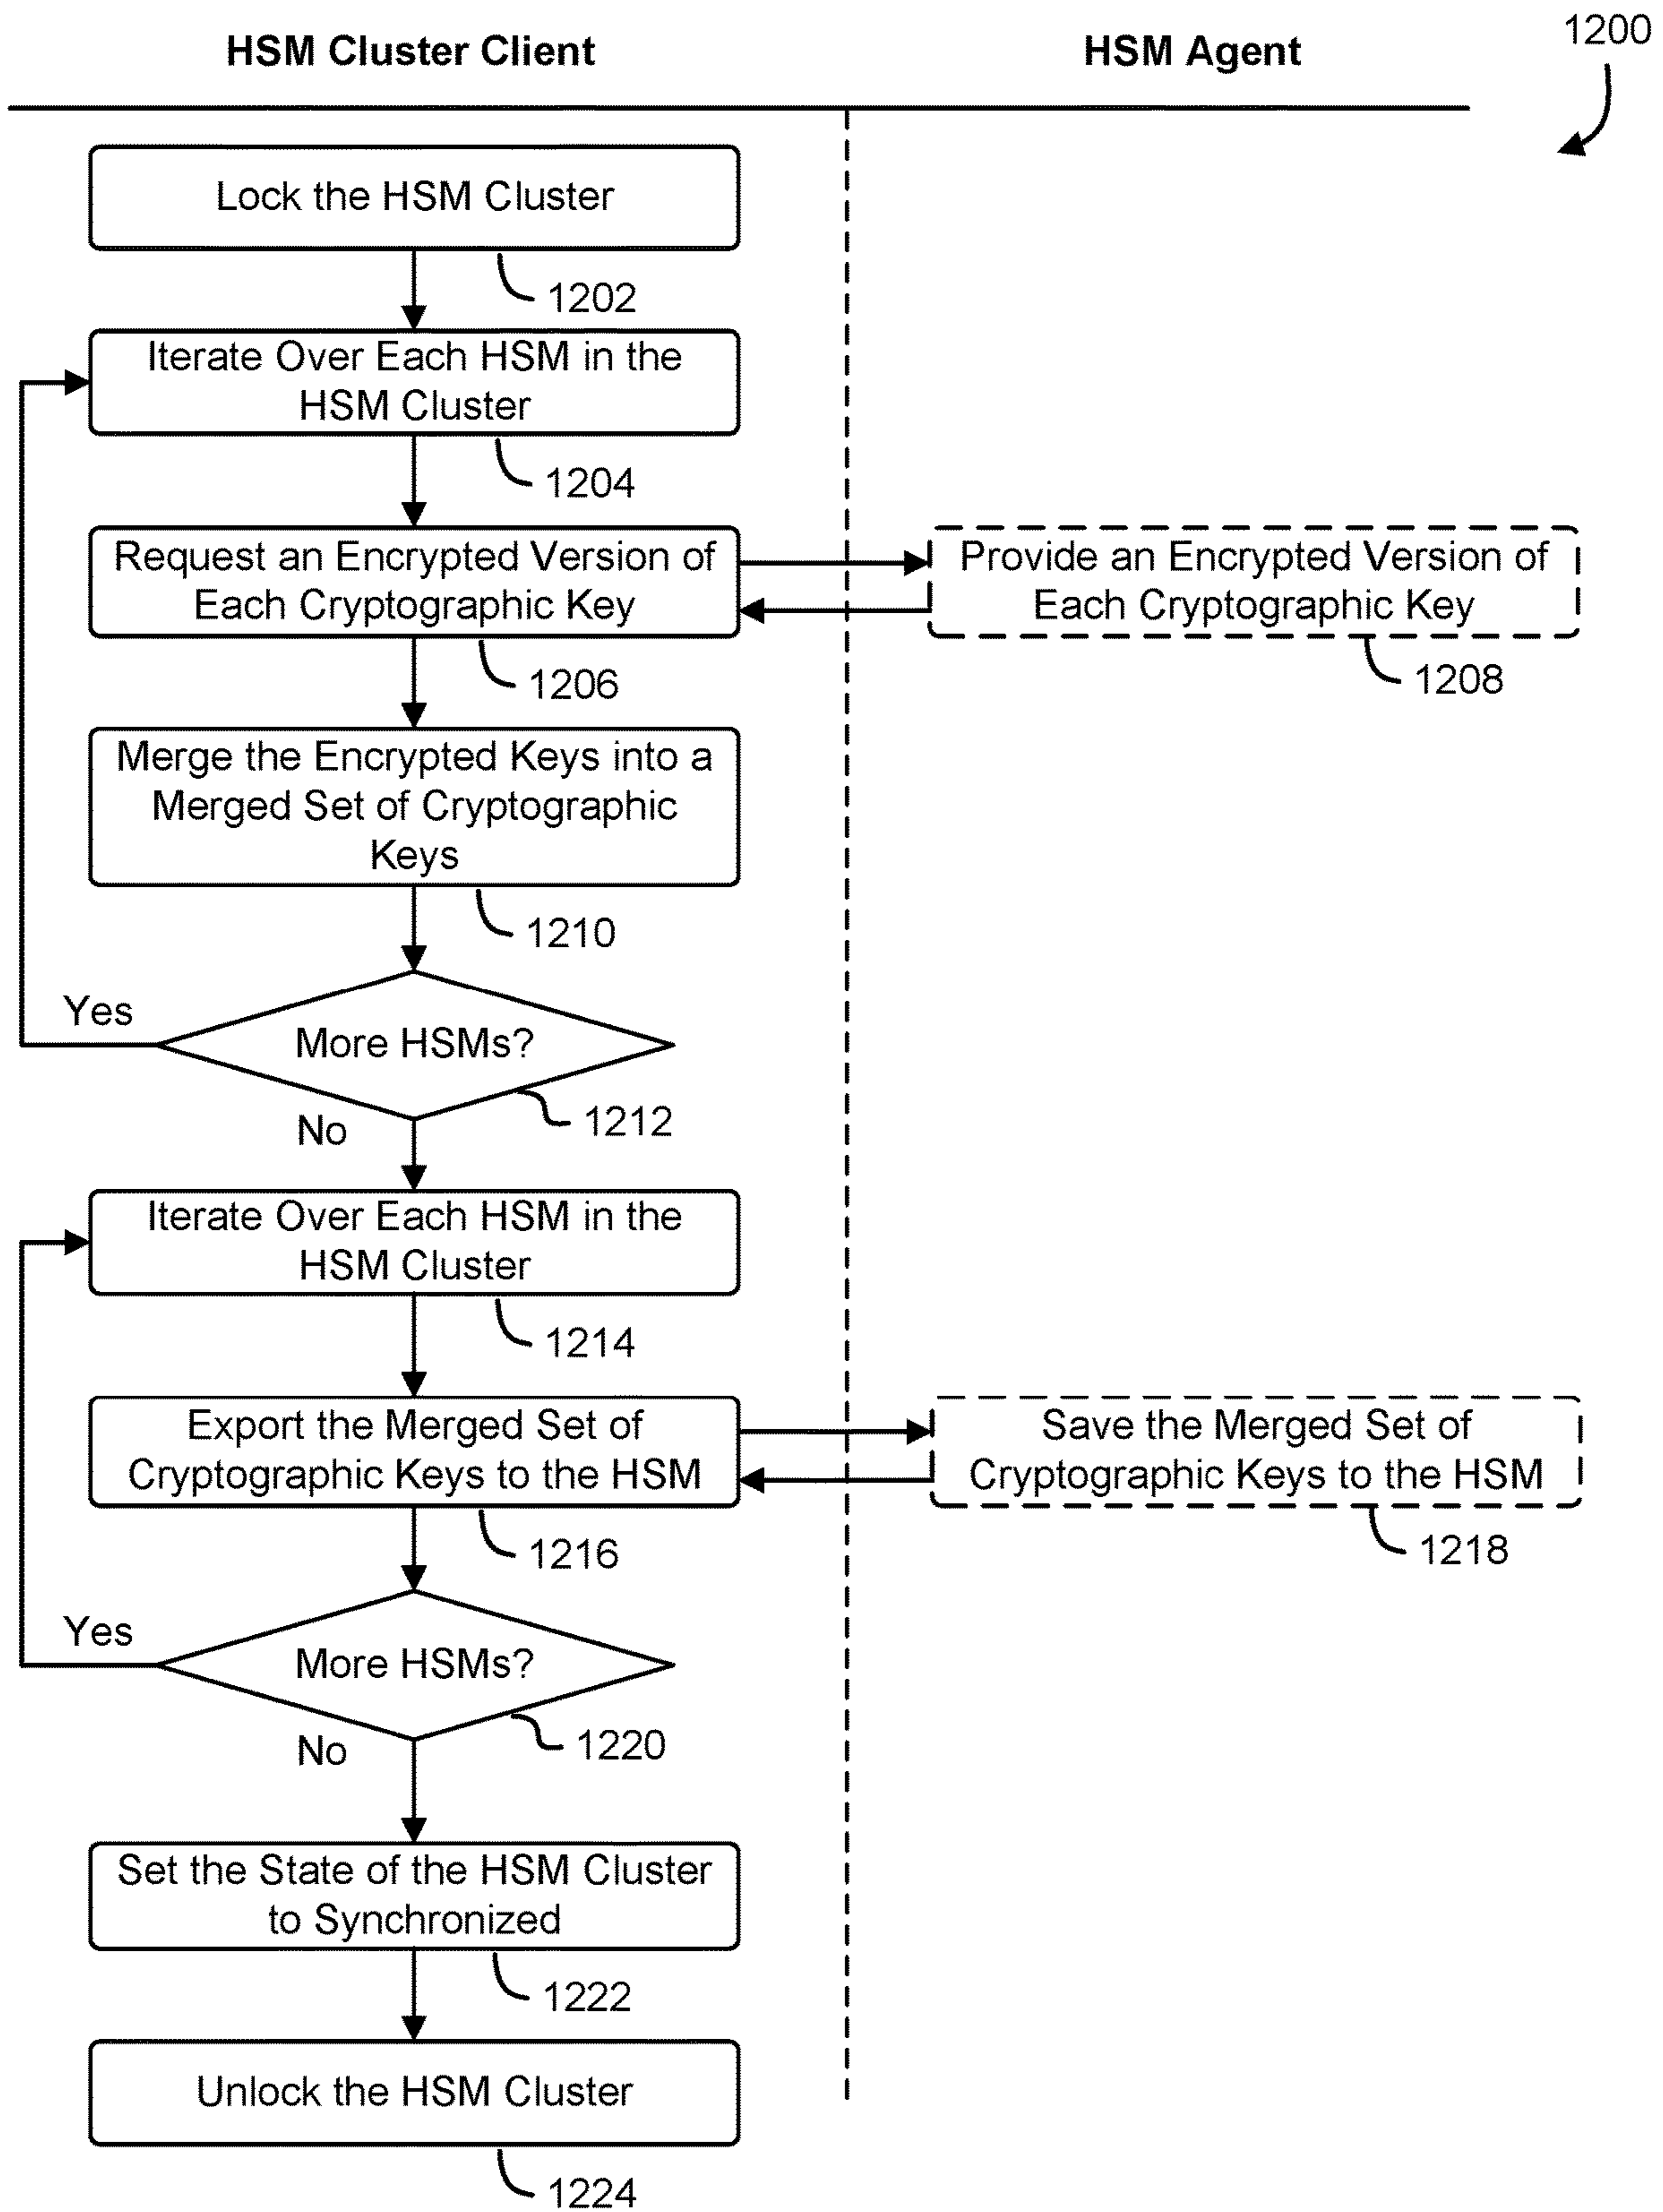 HSM Cluster Client
HSM Agent
1200
Lock the HSM Cluster
1202
Iterate Over Each HSM in the
HSM Cluster
1204
Request an Encrypted Version of
Each Cryptographic Key
1206
Provide an Encrypted Version of
Each Cryptographic Key
1208
Merge the Encrypted Keys into a
Merged Set of Cryptographic
Keys
1210
Yes
More HSMs?
1212
No
Iterate Over Each HSM in the
HSM Cluster
1214
Export the Merged Set of
Cryptographic Keys to the HSM
1216
Save the Merged Set of
Cryptographic Keys to the HSM
1218
Yes
More HSMs?
1220
No
Set the State of the HSM Cluster
to Synchronized
1222
Unlock the HSM Cluster
1224